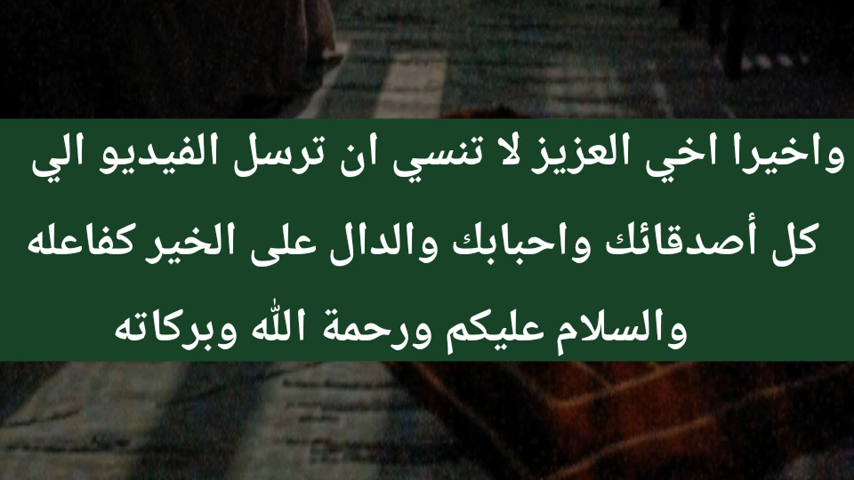 واخيرا اخي العزيز لا تنسي ان ترسل الفيديو الي
كل أصدقائك واحبابك والدال على الخير كفاعله
والسلام عليكم ورحمة الله وبركاته